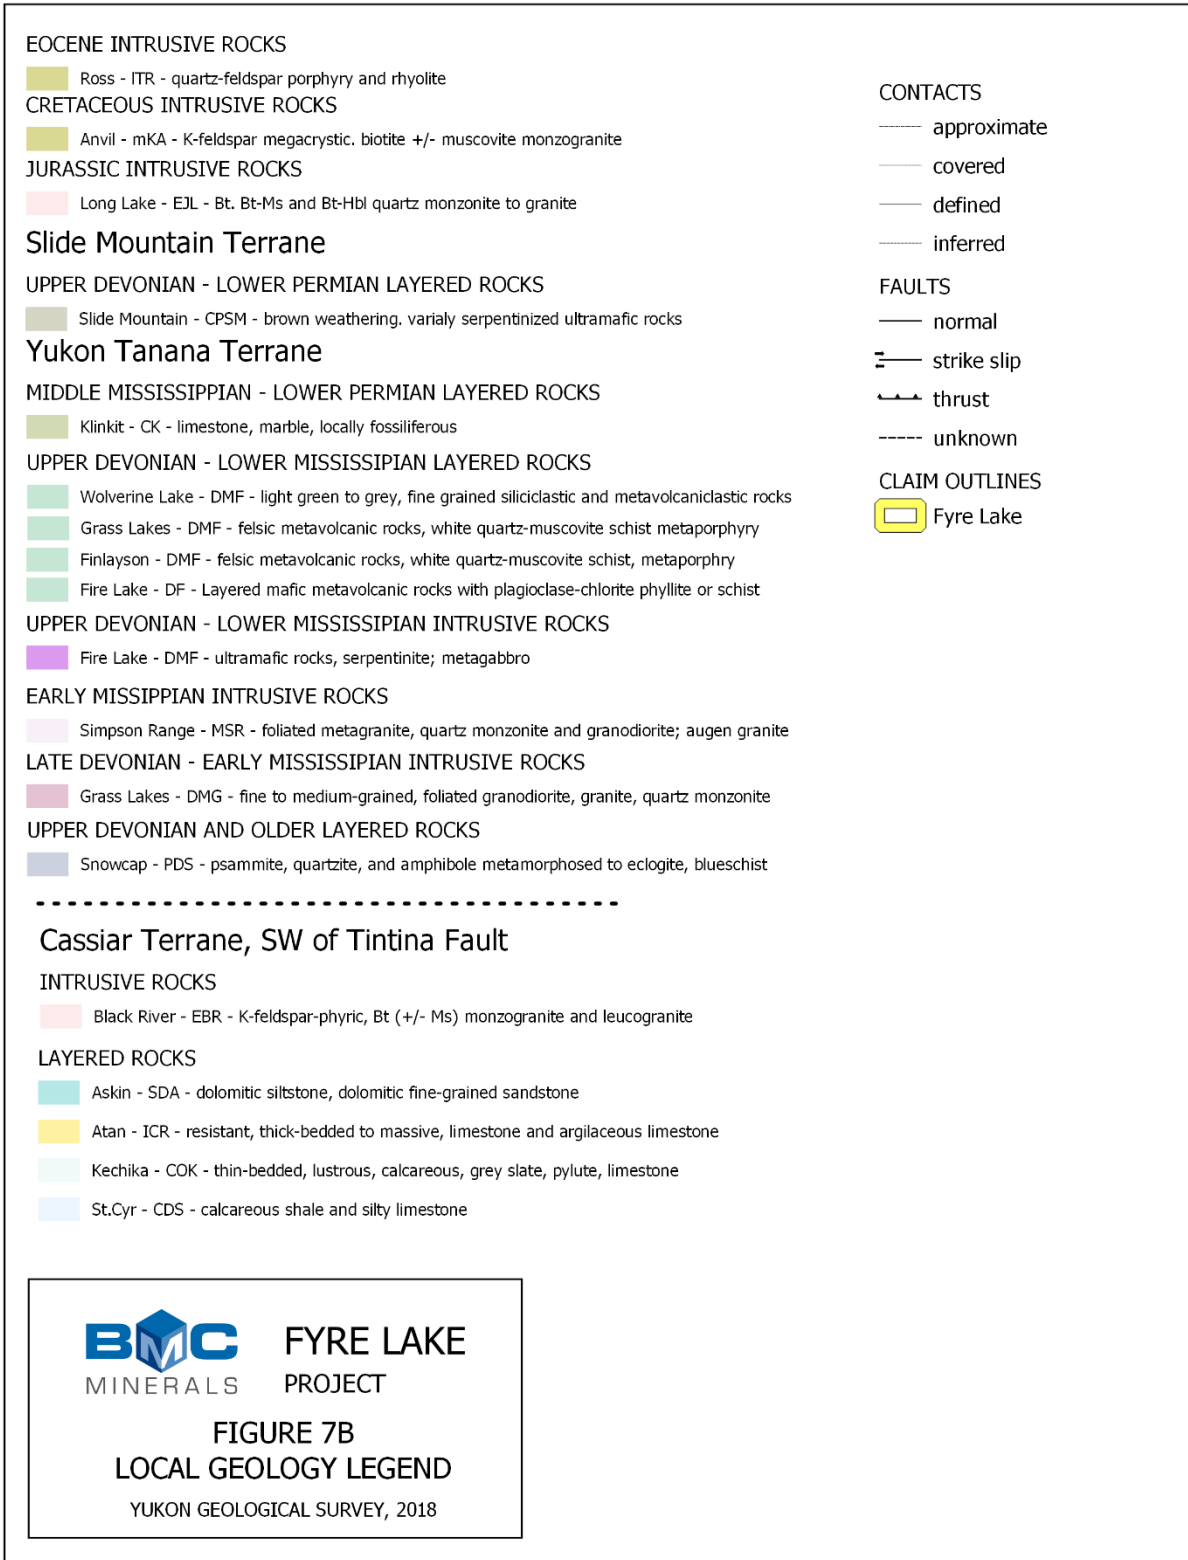 EOCENE INTRUSIVE ROCKS
Ross - ITR - quartz-feldspar porphyry and rhyolite
CRETACEOUS INTRUSIVE ROCKS
Anvil - mKA - K-feldspar megacrystic. biotite +/- muscovite monzogranite
JURASSIC INTRUSIVE ROCKS
Long Lake - EJL - Bt. Bt-Ms and Bt-Hbl quartz monzonite to granite
Slide Mountain Terrane
UPPER DEVONIAN - LOWER PERMIAN LAYERED ROCKS
Slide Mountain - CPSM - brown weathering. varialy serpentinized ultramafic rocks
Yukon Tanana Terrane
MIDDLE MISSISSIPPIAN - LOWER PERMIAN LAYERED ROCKS
Klinkit - CK - limestone, marble, locally fossiliferous
UPPER DEVONIAN - LOWER MISSISSIPIAN LAYERED ROCKS
Wolverine Lake - DMF - light green to grey, fine grained siliciclastic and metavolcaniclastic rocks
Grass Lakes - DMF - felsic metavolcanic rocks, white quartz-muscovite schist metaporphyry
Finlayson - DMF - felsic metavolcanic rocks, white quartz-muscovite schist, metaporphry
Fire Lake - DF - Layered mafic metavolcanic rocks with plagioclase-chlorite phyllite or schist
UPPER DEVONIAN - LOWER MISSISSIPIAN INTRUSIVE ROCKS
Fire Lake - DMF - ultramafic rocks, serpentinite; metagabbro
EARLY MISSIPPIAN INTRUSIVE ROCKS
Simpson Range - MSR - foliated metagranite, quartz monzonite and granodiorite; augen granite
LATE DEVONIAN - EARLY MISSISSIPIAN INTRUSIVE ROCKS
Grass Lakes - DMG - fine to medium-grained, foliated granodiorite, granite, quartz monzonite
UPPER DEVONIAN AND OLDER LAYERED ROCKS
Snowcap - PDS - psammite, quartzite, and amphibole metamorphosed to eclogite, blueschist
Cassiar Terrane, SW of Tintina Fault
INTRUSIVE ROCKS
Black River - EBR - K-feldspar-phyric, Bt (+/- Ms) monzogranite and leucogranite
LAYERED ROCKS
Askin - SDA - dolomitic siltstone, dolomitic fine-grained sandstone
Atan - ICR - resistant, thick-bedded to massive, limestone and argilaceous limestone
Kechika - COK - thin-bedded, lustrous, calcareous, grey slate, pylute, limestone
St.Cyr - CDS - calcareous shale and silty limestone
CONTACTS
approximate
covered
defined
inferred
FAULTS
normal
strike slip
thrust
unknown
CLAIM OUTLINES
Fyre Lake
BMC
MINERALS
FYRE LAKE
PROJECT
FIGURE 7B
LOCAL GEOLOGY LEGEND
YUKON GEOLOGICAL SURVEY, 2018